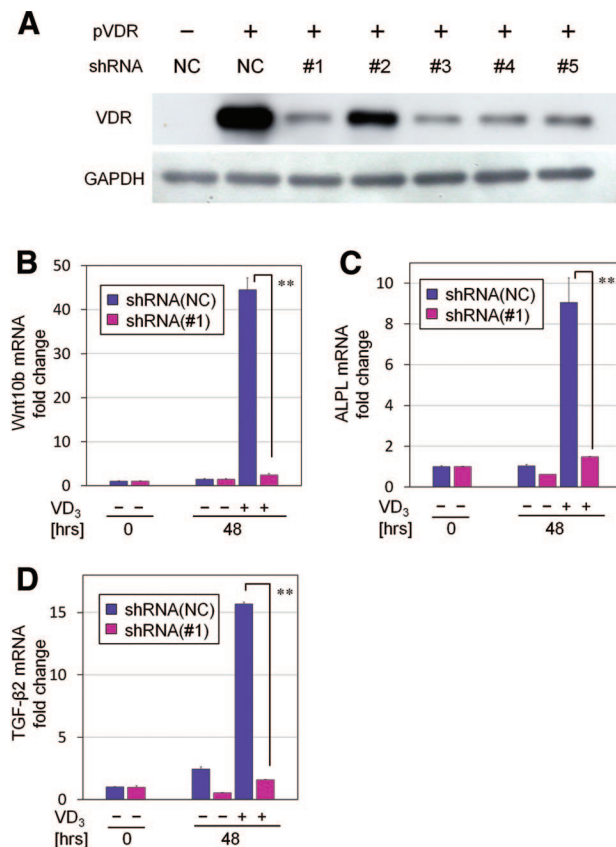 A
pVDR − + + + + + +
shRNA NC NC #1 #2 #3 #4 #5
VDR
GAPDH
B
Wnt10b mRNA
fold change
50
40
30
20
10
0
shRNA(NC)
shRNA(#1)
**
VD3 − − − − + +
[hrs] 0 48
C
ALPL mRNA
fold change
10
8
6
4
2
0
shRNA(NC)
shRNA(#1)
**
VD3 − − − − + +
[hrs] 0 48
D
TGF-β2 mRNA
fold change
15
10
5
0
shRNA(NC)
shRNA(#1)
**
VD3 − − − − + +
[hrs] 0 48